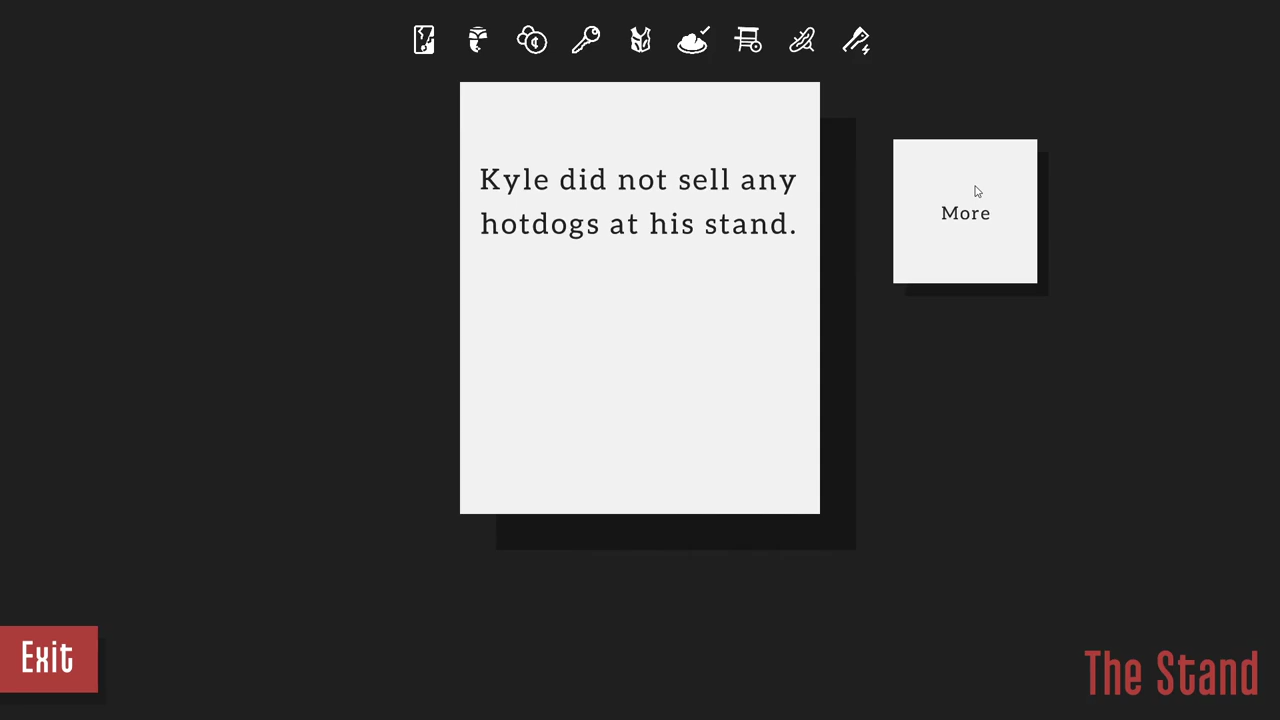 Kyle did not sell any
hotdogs at his stand.
More
Exit
The Stand